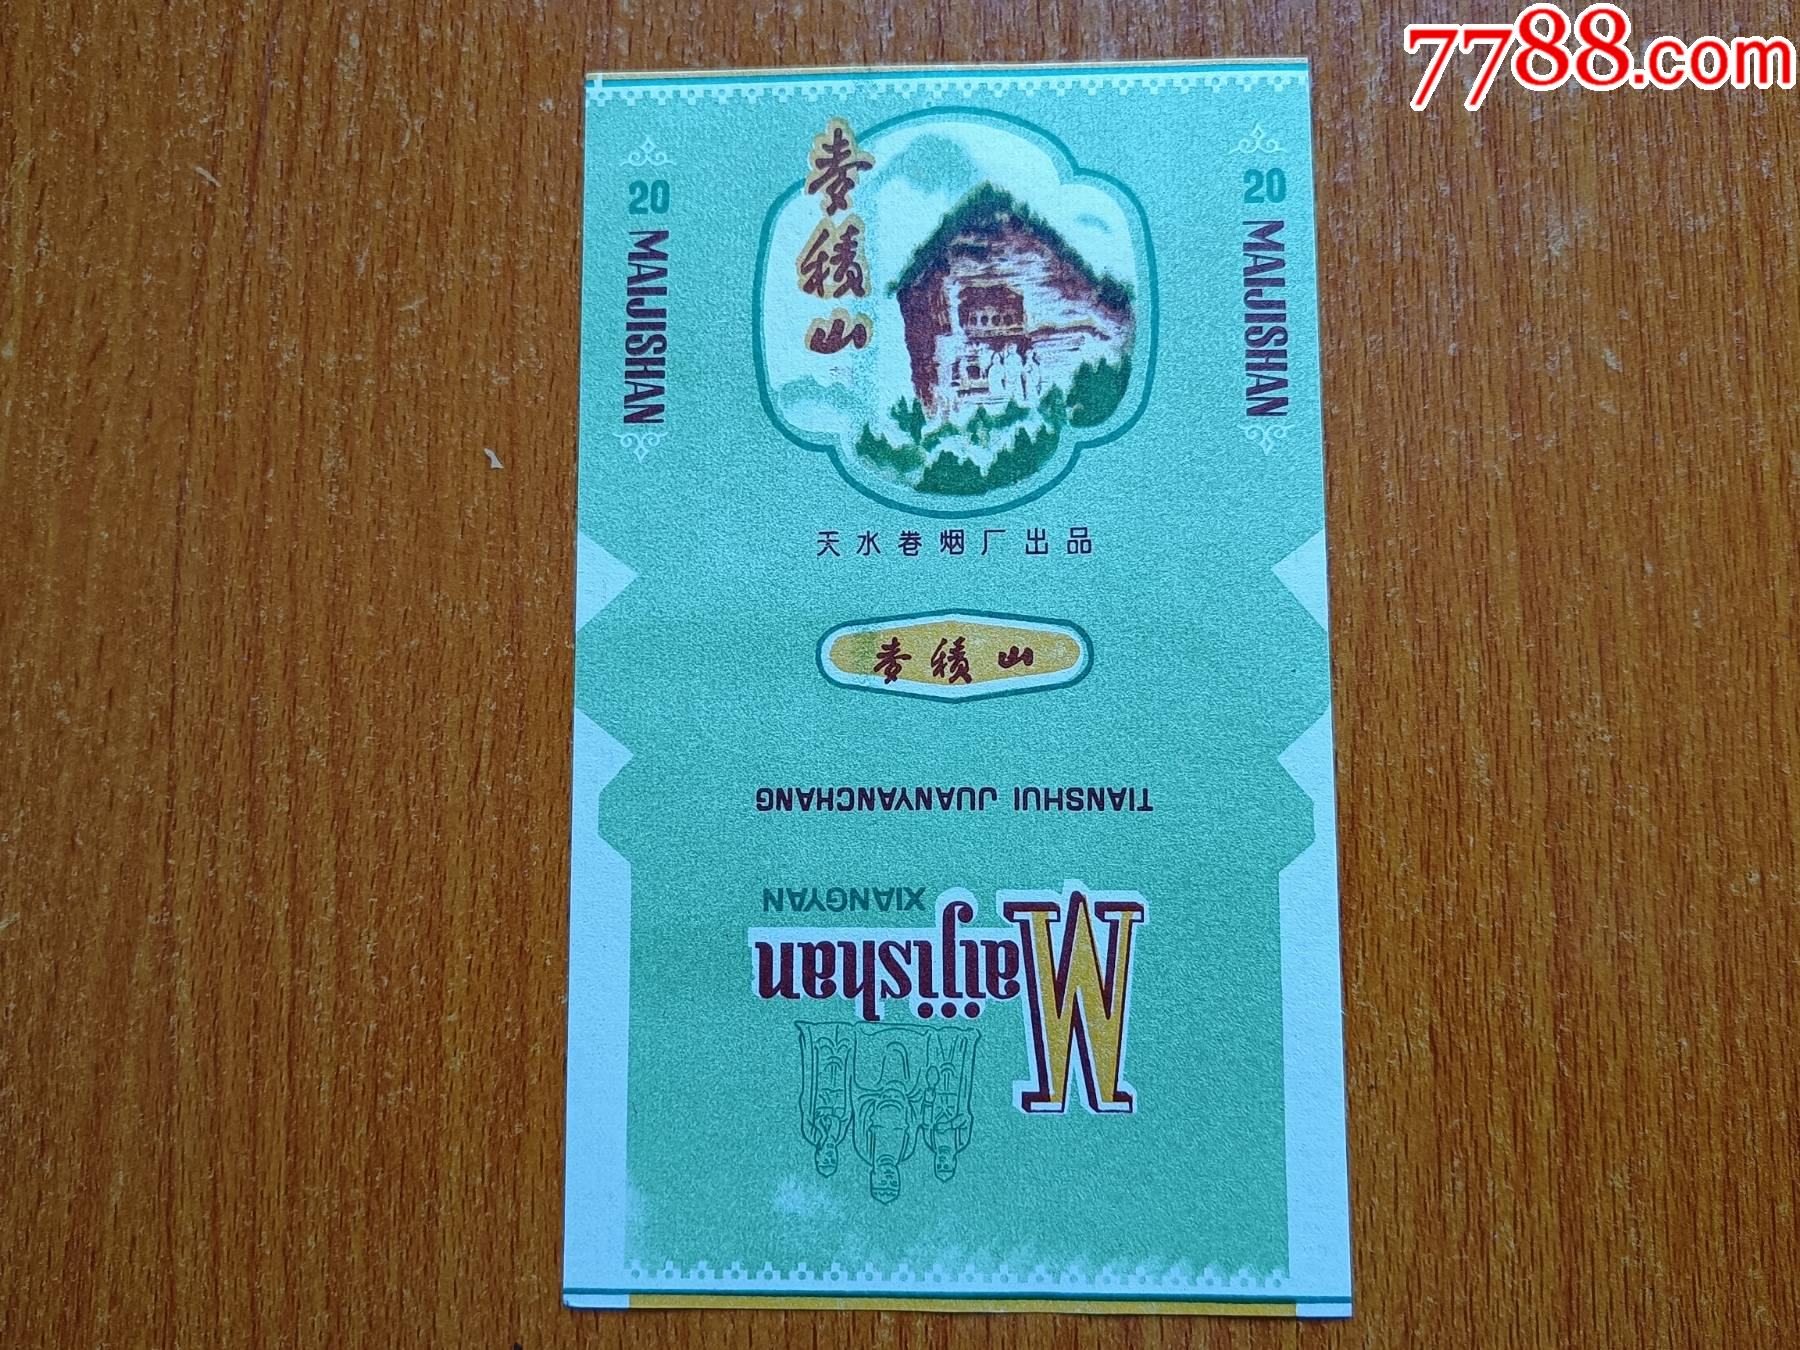 7788.com
20 MAIJISHAN
麦积山
20 MAIJISHAN
天水卷烟厂出品
麦积山
TIANSHUI JUANYANCHANG
Maijishan
XIANGYAN